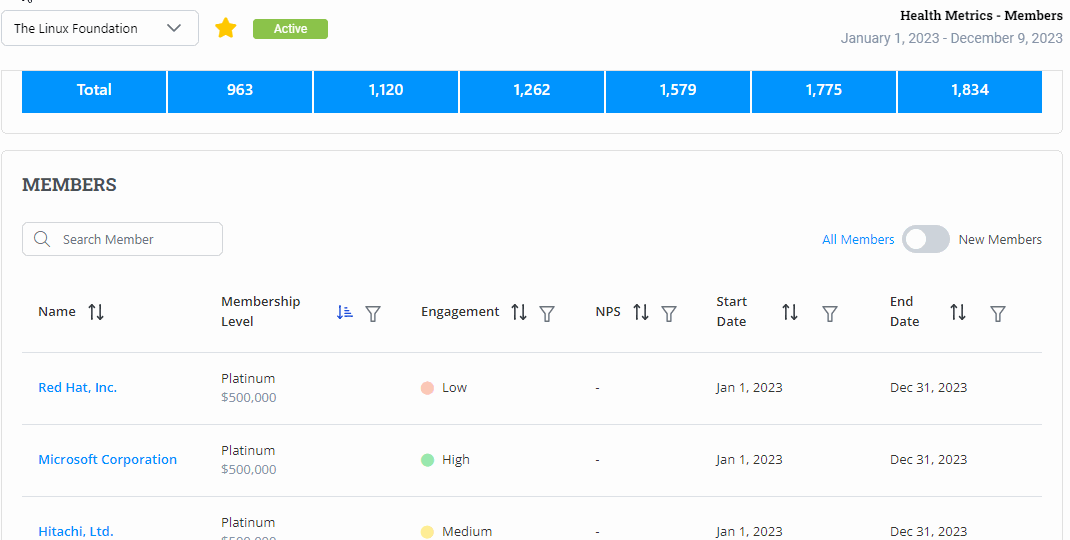 The Linux Foundation
Active
Health Metrics - Members
January 1, 2023 - December 9, 2023
Total 963 1,120 1,262 1,579 1,775 1,834
MEMBERS
Search Member
All Members New Members
Name Membership Level Engagement NPS Start Date End Date
Red Hat, Inc. Platinum Low - Jan 1, 2023 Dec 31, 2023
$500,000
Microsoft Corporation Platinum High - Jan 1, 2023 Dec 31, 2023
$500,000
Hitachi, Ltd. Platinum Medium - Jan 1, 2023 Dec 31, 2023